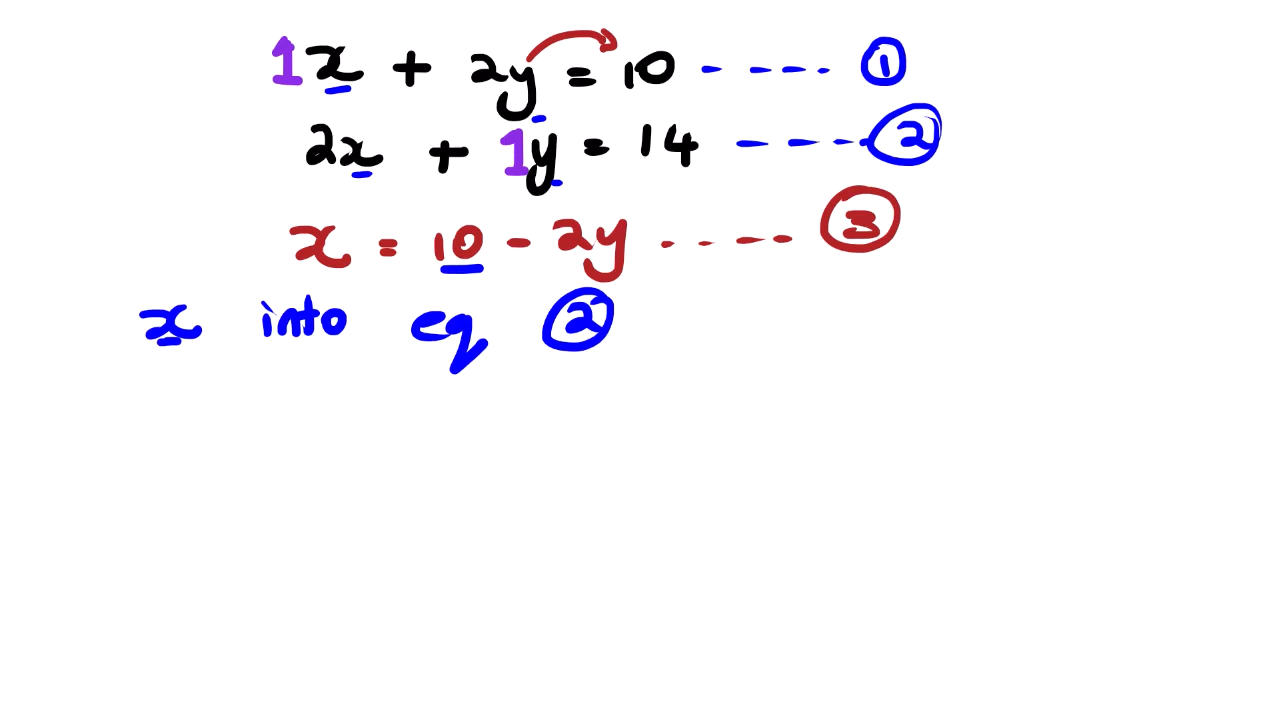 1x + 2y = 10 - - - - ①
2x + 1y = 14 - - - - ②
x = 10 - 2y - - - - ③
x into eq ②